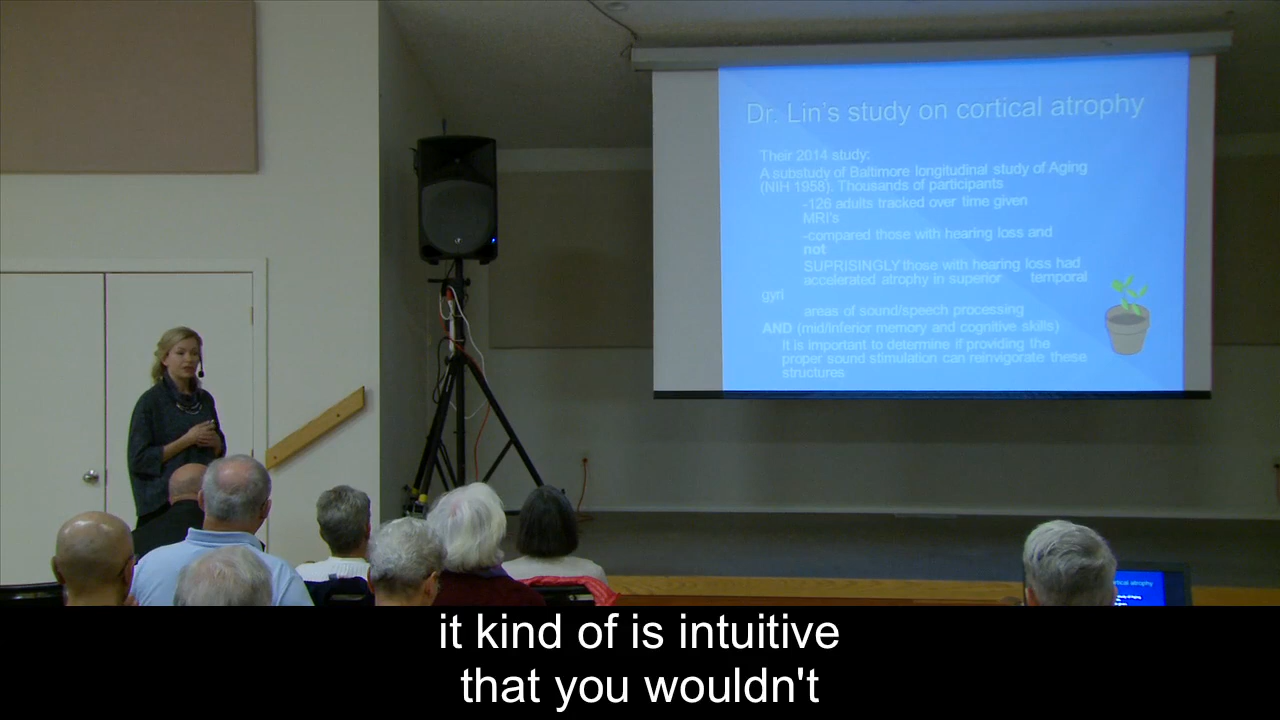 Dr. Lin's study on cortical atrophy
Their 2014 study:
A substudy of Baltimore longitudinal study of Aging
(NIH 1958). Thousands of participants
-126 adults tracked over time given
MRI's
-compared those with hearing loss and
not
SUPRISINGLY those with hearing loss had
accelerated atrophy in superior temporal
gyri
areas of sound/speech processing
AND (mid/inferior memory and cognitive skills)
It is important to determine if providing the
proper sound stimulation can reinvigorate these
structures
cortical atrophy
it kind of is intuitive
that you wouldn't